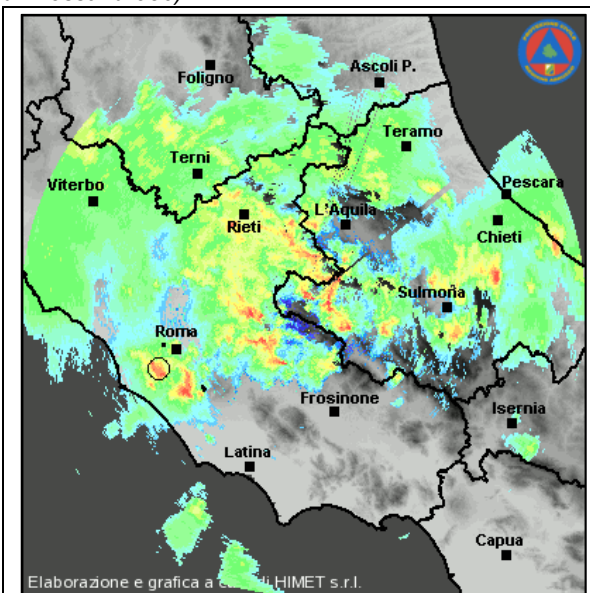 Foligno
Ascoli P.
Teramo
Terni
Viterbo
Pescara
Rieti
L'Aquila
Chieti
Sulmona
Roma
Frosinone
Isernia
Latina
Capua
Elaborazione e grafica a di HIMET s.r.l.